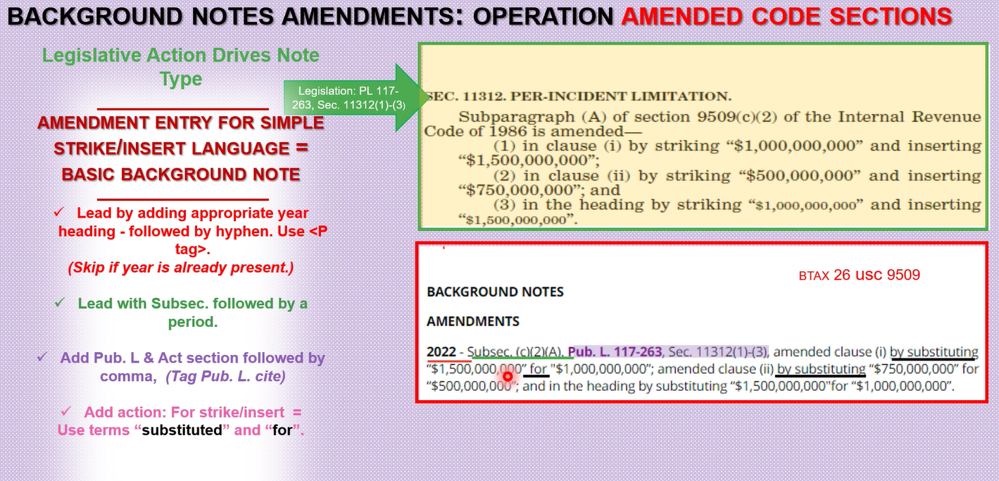 BACKGROUND NOTES AMENDMENTS: OPERATION AMENDED CODE SECTIONS
Legislative Action Drives Note
Type
AMENDMENT ENTRY FOR SIMPLE
STRIKE/INSERT LANGUAGE =
BASIC BACKGROUND NOTE
✓ Lead by adding appropriate year
heading - followed by hyphen. Use <P
tag>.
(Skip if year is already present.)
✓ Lead with Subsec. followed by a
period.
✓ Add Pub. L & Act section followed by
comma, (Tag Pub. L. cite)
✓ Add action: For strike/insert =
Use terms “substituted” and “for”.
Legislation: PL 117-
263, Sec. 11312(1)-(3)
SEC. 11312. PER-INCIDENT LIMITATION.
Subparagraph (A) of section 9509(c)(2) of the Internal Revenue
Code of 1986 is amended—
(1) in clause (i) by striking “$1,000,000,000” and inserting
“$1,500,000,000”;
(2) in clause (ii) by striking “$500,000,000” and inserting
“$750,000,000”; and
(3) in the heading by striking “$1,000,000,000” and inserting
“$1,500,000,000”.
BTAX 26 USC 9509
BACKGROUND NOTES
AMENDMENTS
2022 - Subsec. (c)(2)(A). Pub. L. 117-263, Sec. 11312(1)-(3), amended clause (i) by substituting
“$1,500,000,000” for "$1,000,000,000”; amended clause (ii) by substituting “$750,000,000” for
“$500,000,000”; and in the heading by substituting “$1,500,000,000"for “$1,000,000,000”.